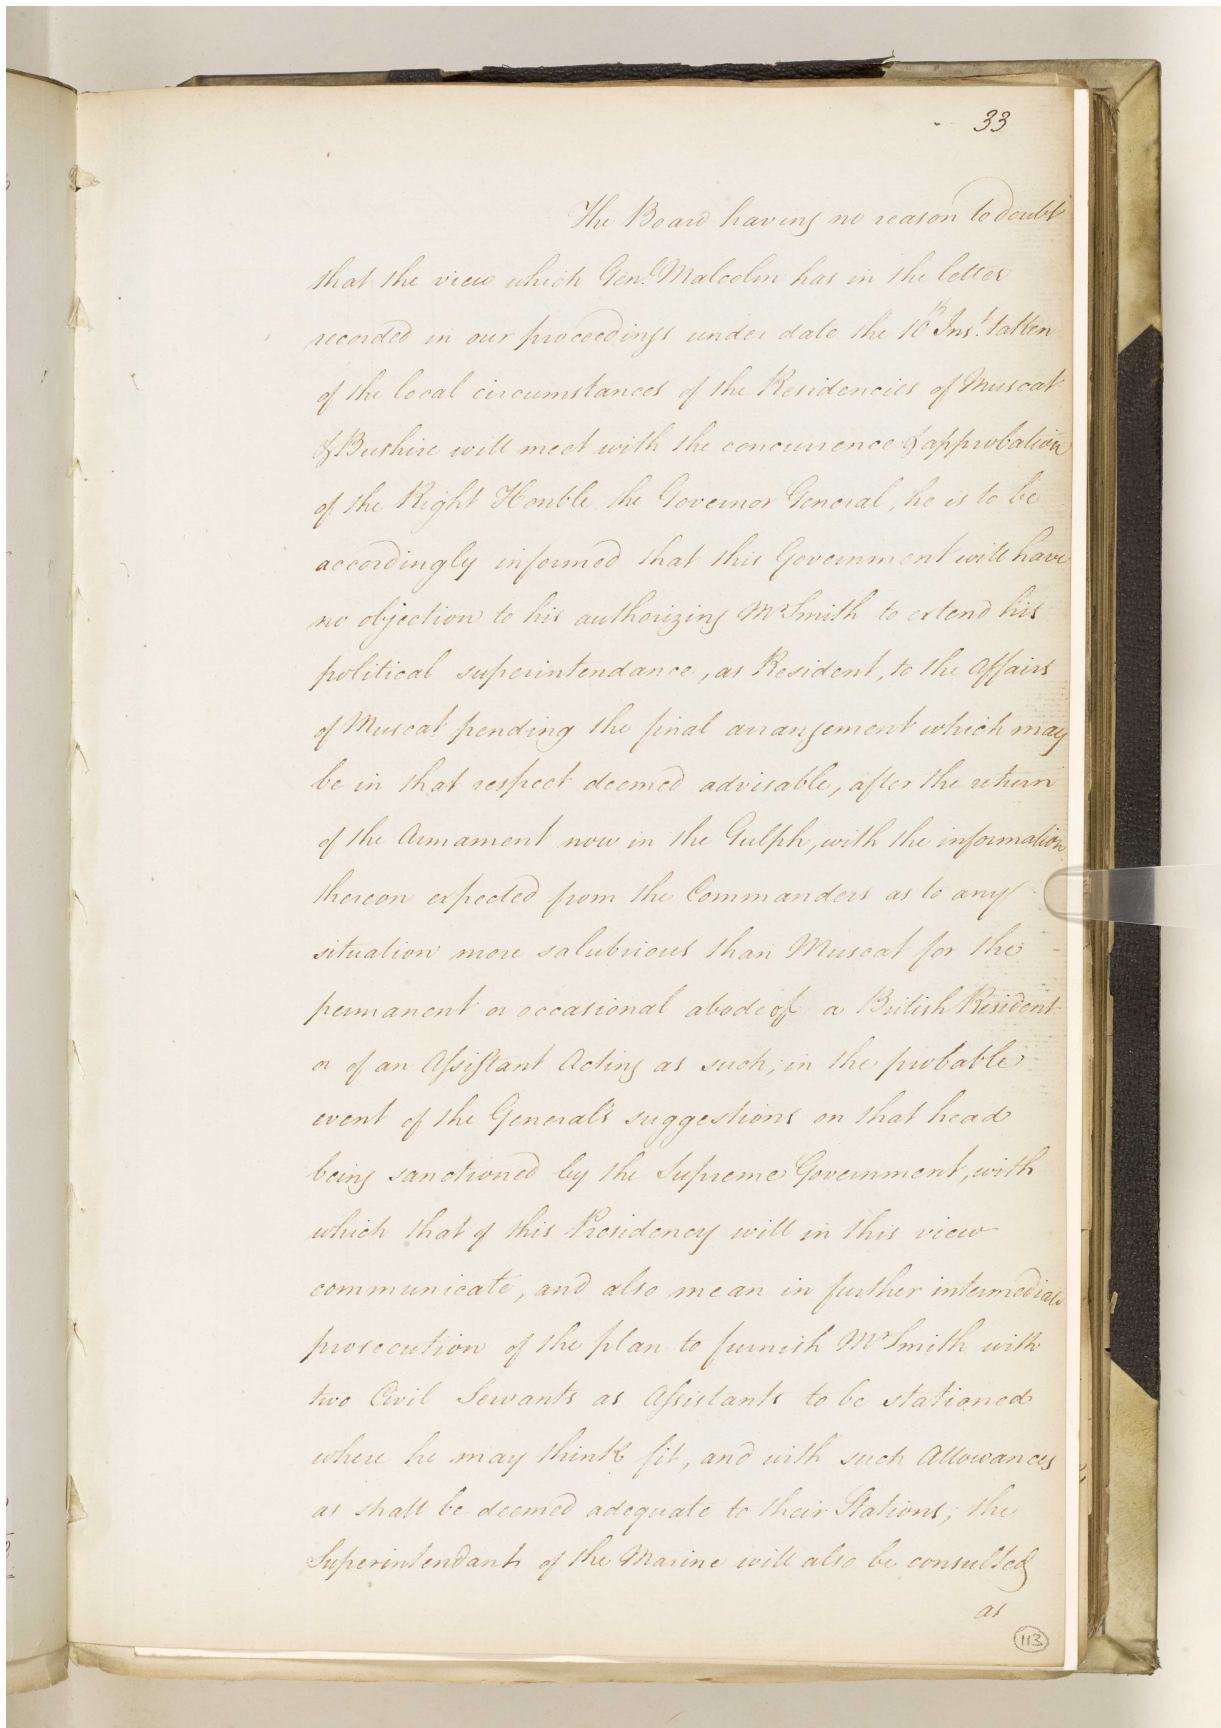 33
The Board having no reason to doubt
that the view which Genl. Malcolm has in the letter
recorded in our proceedings under date the 10th Inst. taken
of the local circumstances of the Residencies of Muscat
& Bushire will meet with the concurrence & approbation
of the Right Honble the Governor General, he is to be
accordingly informed that this Government will have
no objection to his authorizing Mr Smith to extend his
political superintendance, as Resident, to the Affairs
of Muscat pending the final arrangement which may
be in that respect deemed advisable, after the return
of the Armament now in the Gulph, with the information
thereon expected from the Commanders as to any
situation more salubrious than Muscat for the
permanent or occasional abode of a British Resident
or of an Assistant Acting as such; in the probable
event of the General's suggestions on that head
being sanctioned by the Supreme Government, with
which that of this Presidency will in this view
communicate, and also mean in further intermediate
prosecution of the plan to furnish Mr Smith with
two Civil Servants as Assistants to be stationed
where he may think fit, and with such Allowances
as shall be deemed adequate to their Stations; the
Superintendant of the Marine will also be consulted
as
113